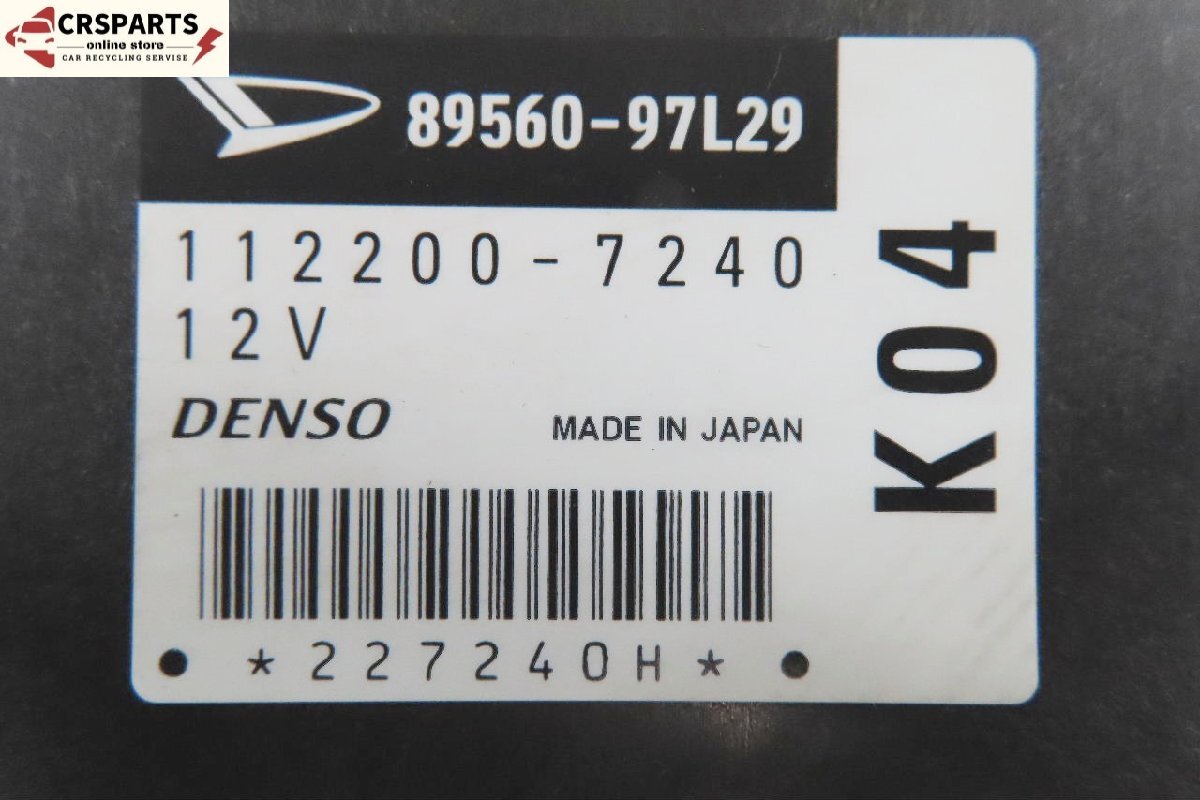 CRSPARTS
online store
CAR RECYCLING SERVISE
89560-97L29
112200-7240
12V
DENSO
MADE IN JAPAN
*227240H*
K04